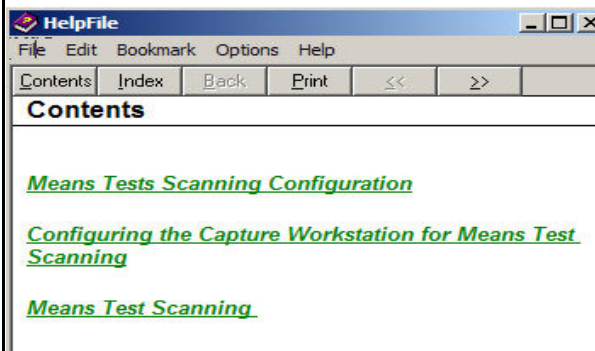 HelpFile
File Edit Bookmark Options Help
Contents Index Back Print << >>
Contents
Means Tests Scanning Configuration
Configuring the Capture Workstation for Means Test
Scanning
Means Test Scanning